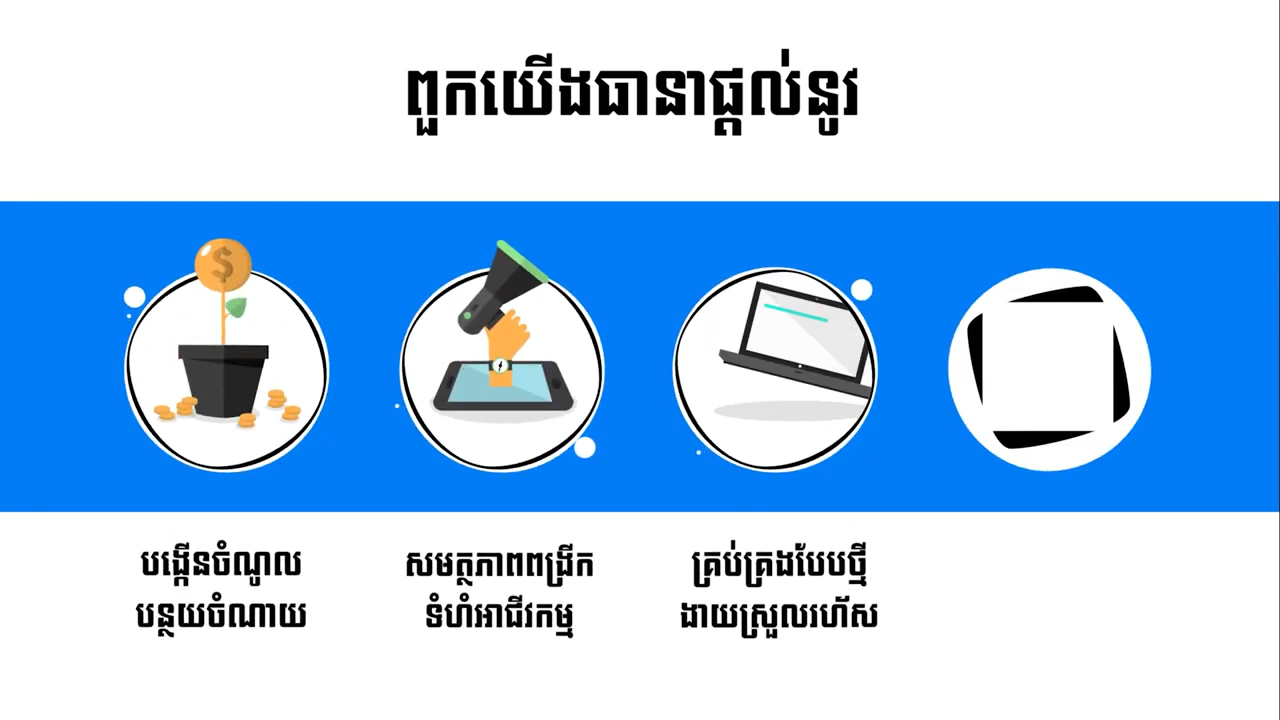 ពួកយើងធានាផ្តល់នូវ
បង្កើនចំណូល
បន្ថយចំណាយ
សមត្ថភាពពង្រីក
ទំហំអាជីវកម្ម
គ្រប់គ្រងបែបថ្មី
ងាយស្រួលរហ័ស